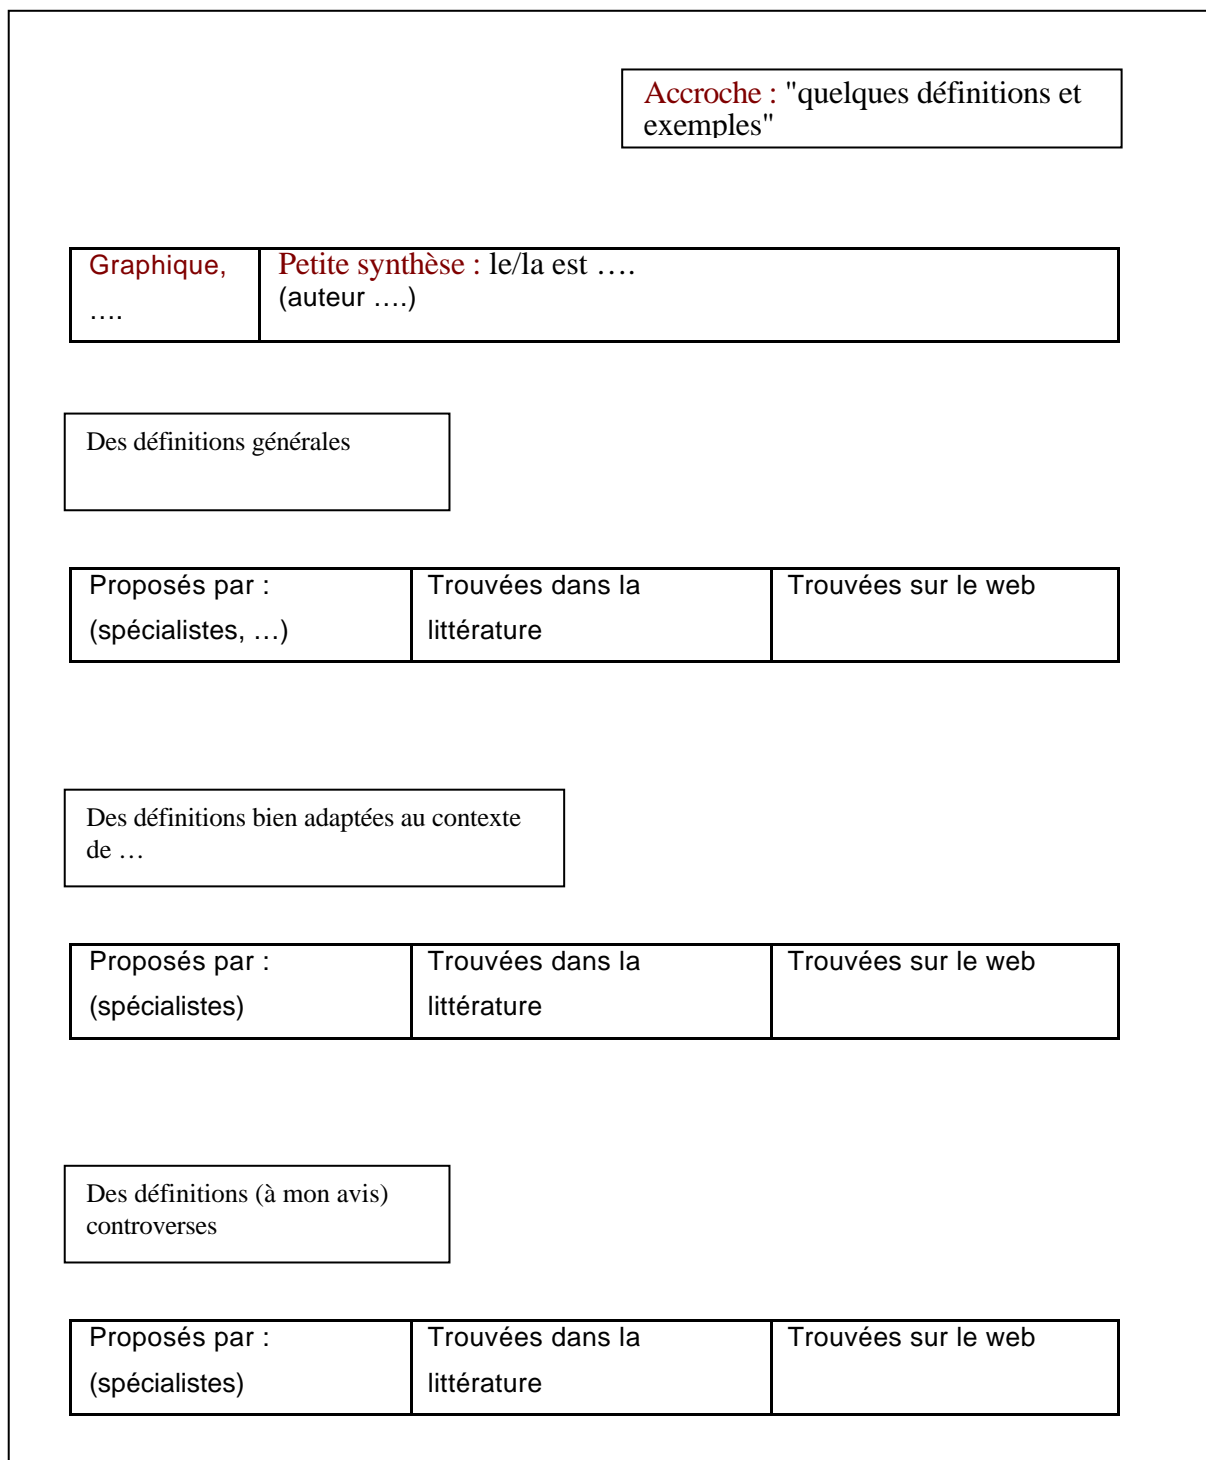 Accroche : "quelques définitions et
exemples"
Graphique,
….
Petite synthèse : le/la est ….
(auteur ….)
Des définitions générales
Proposés par :
(spécialistes, …)
Trouvées dans la
littérature
Trouvées sur le web
Des définitions bien adaptées au contexte
de …
Proposés par :
(spécialistes)
Trouvées dans la
littérature
Trouvées sur le web
Des définitions (à mon avis)
controverses
Proposés par :
(spécialistes)
Trouvées dans la
littérature
Trouvées sur le web